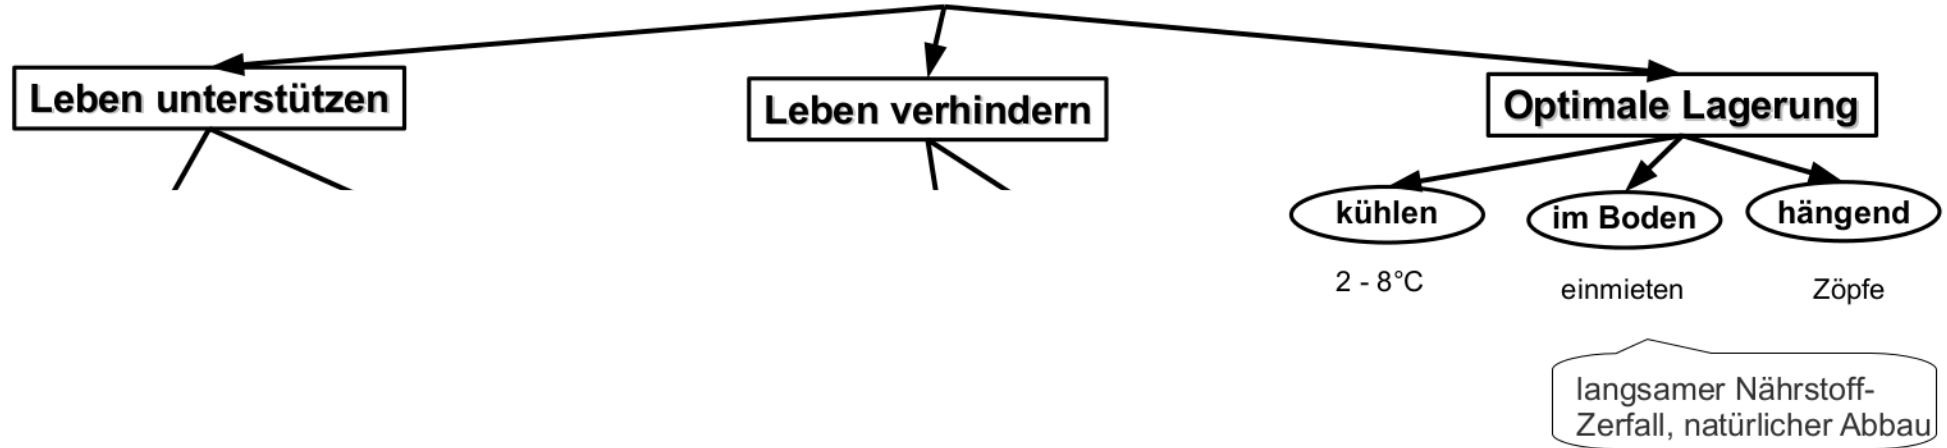 Leben unterstützen
Leben verhindern
Optimale Lagerung
kühlen
im Boden
hängend
2 - 8°C
einmieten
Zöpfe
langsamer Nährstoff-
Zerfall, natürlicher Abbau